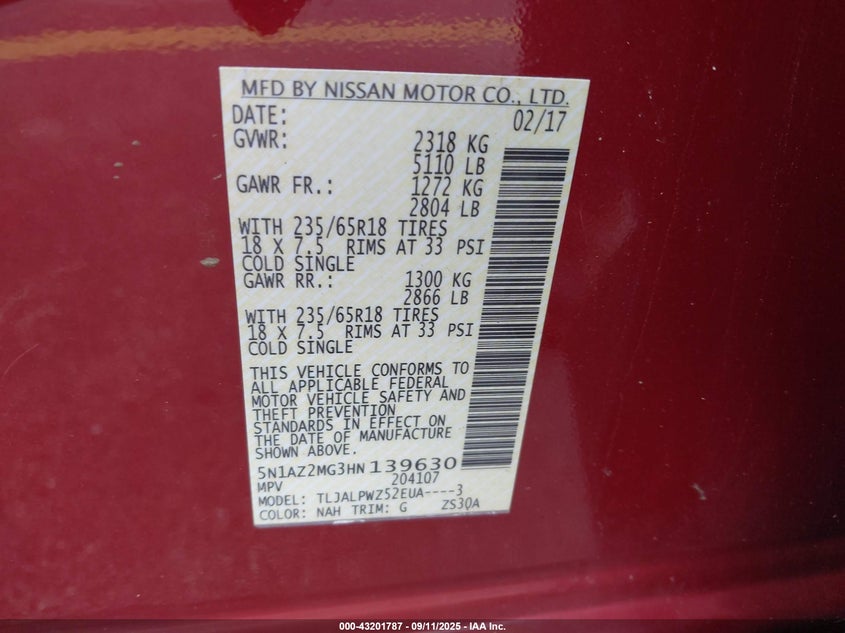 MFD BY NISSAN MOTOR CO., LTD.
DATE: 02/17
GVWR: 2318 KG
5110 LB
GAWR FR.: 1272 KG
2804 LB
WITH 235/65R18 TIRES
18 X 7.5 RIMS AT 33 PSI
COLD SINGLE
GAWR RR.: 1300 KG
2866 LB
WITH 235/65R18 TIRES
18 X 7.5 RIMS AT 33 PSI
COLD SINGLE
THIS VEHICLE CONFORMS TO
ALL APPLICABLE FEDERAL
MOTOR VEHICLE SAFETY AND
THEFT PREVENTION
STANDARDS IN EFFECT ON
THE DATE OF MANUFACTURE
SHOWN ABOVE.
5N1AZ2MG3HN139630
MPV 204107
MODEL: TLJALPWZ52EUA----3
COLOR: NAH TRIM: G ZS30A
000-43201787 - 09/11/2025 - IAA Inc.